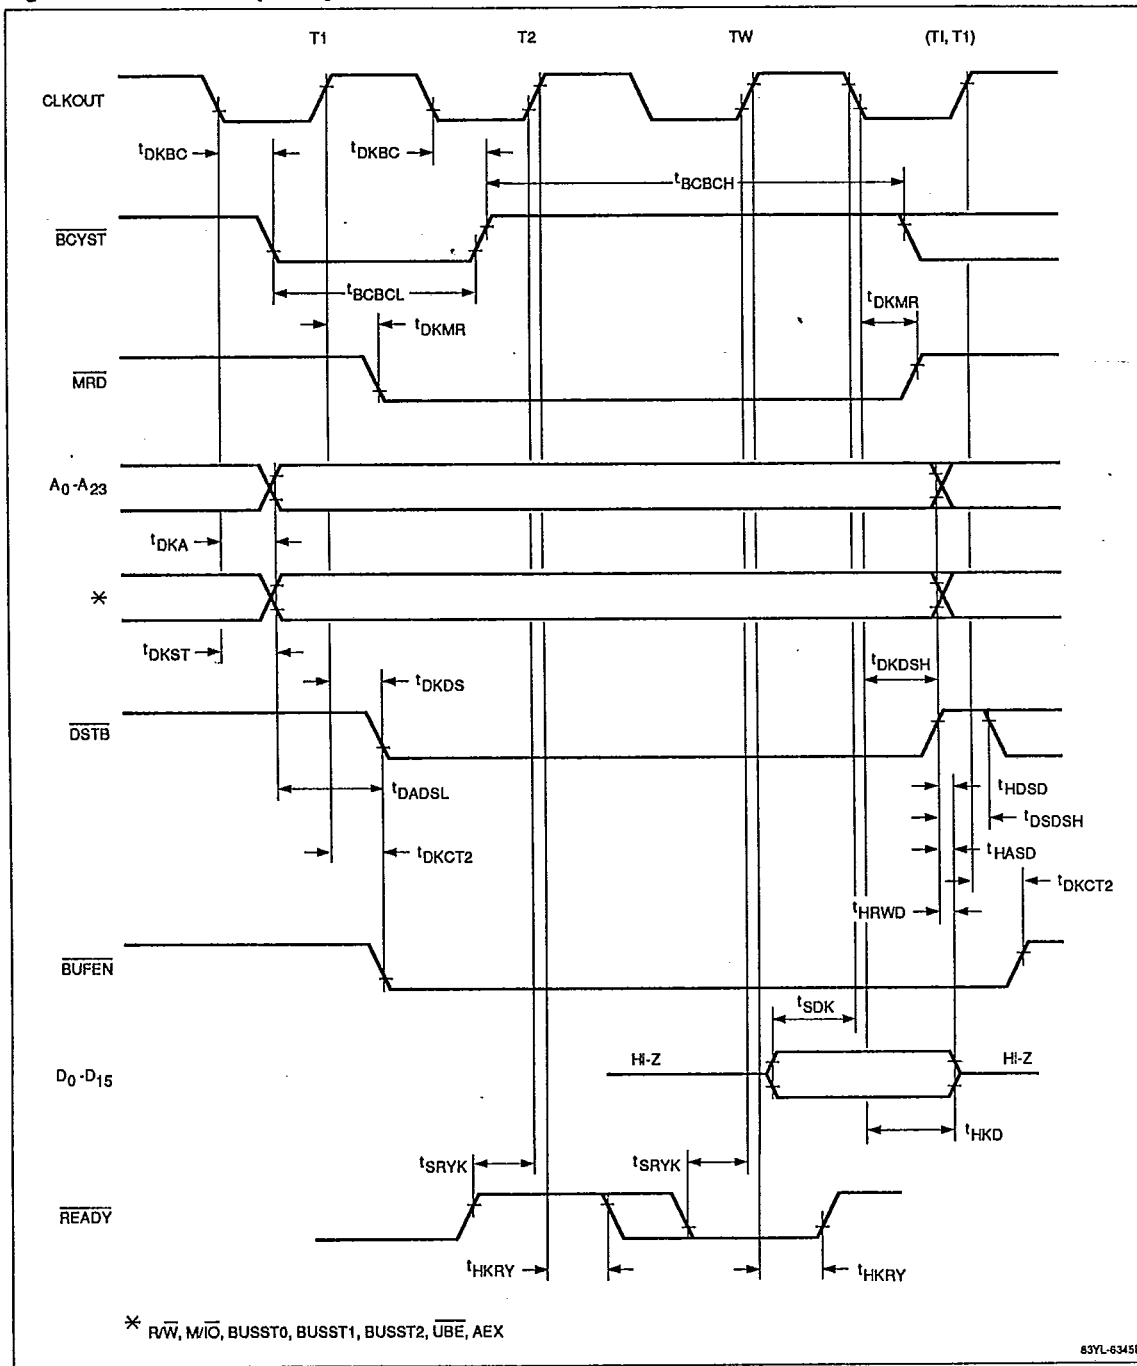 T1 T2 TW (TI, T1)
CLKOUT
tDKBC tDKBC
tBCBCH
BCYST
tBCBCL
tDKMR tDKMR
MRD
A0-A23
tDKA
*
tDKST
tDKDS tDKDSH
DSTB
tDADSL tHDSD
tDSDSH
tDKCT2 tHASD
tDKCT2
tHRWD
BUFEN
tSDK
HI-Z HI-Z
D0-D15
tHKD
tSRYK tSRYK
READY
tHKRY tHKRY
* R/W, M/IO, BUSST0, BUSST1, BUSST2, UBE, AEX